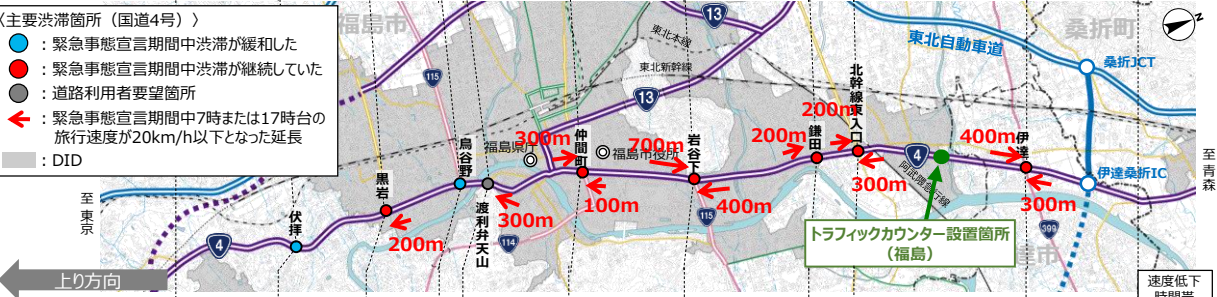 〈主要渋滞箇所（国道4号）〉
：緊急事態宣言期間中渋滞が緩和した
：緊急事態宣言期間中渋滞が継続していた
：道路利用者要望箇所
：緊急事態宣言期間中7時または17時台の
旅行速度が20km/h以下となった延長
：DID
福島市
桑折町
13
東北本線
東北自動車道
115
東北新幹線
桑折JCT
13
北幹線東入口
200m
300m
仲間町
福島県庁
福島市役所
700m
岩谷下
200m
鎌田
400m
伊達
烏谷野
4
300m
阿武隈急行線
伊達桑折IC
至青森
至東京
黒岩
渡利弁天山
300m
100m
400m
300m
伏拝
200m
115
トラフィックカウンター設置箇所
（福島）
399
4
114
上り方向
速度低下
時間帯